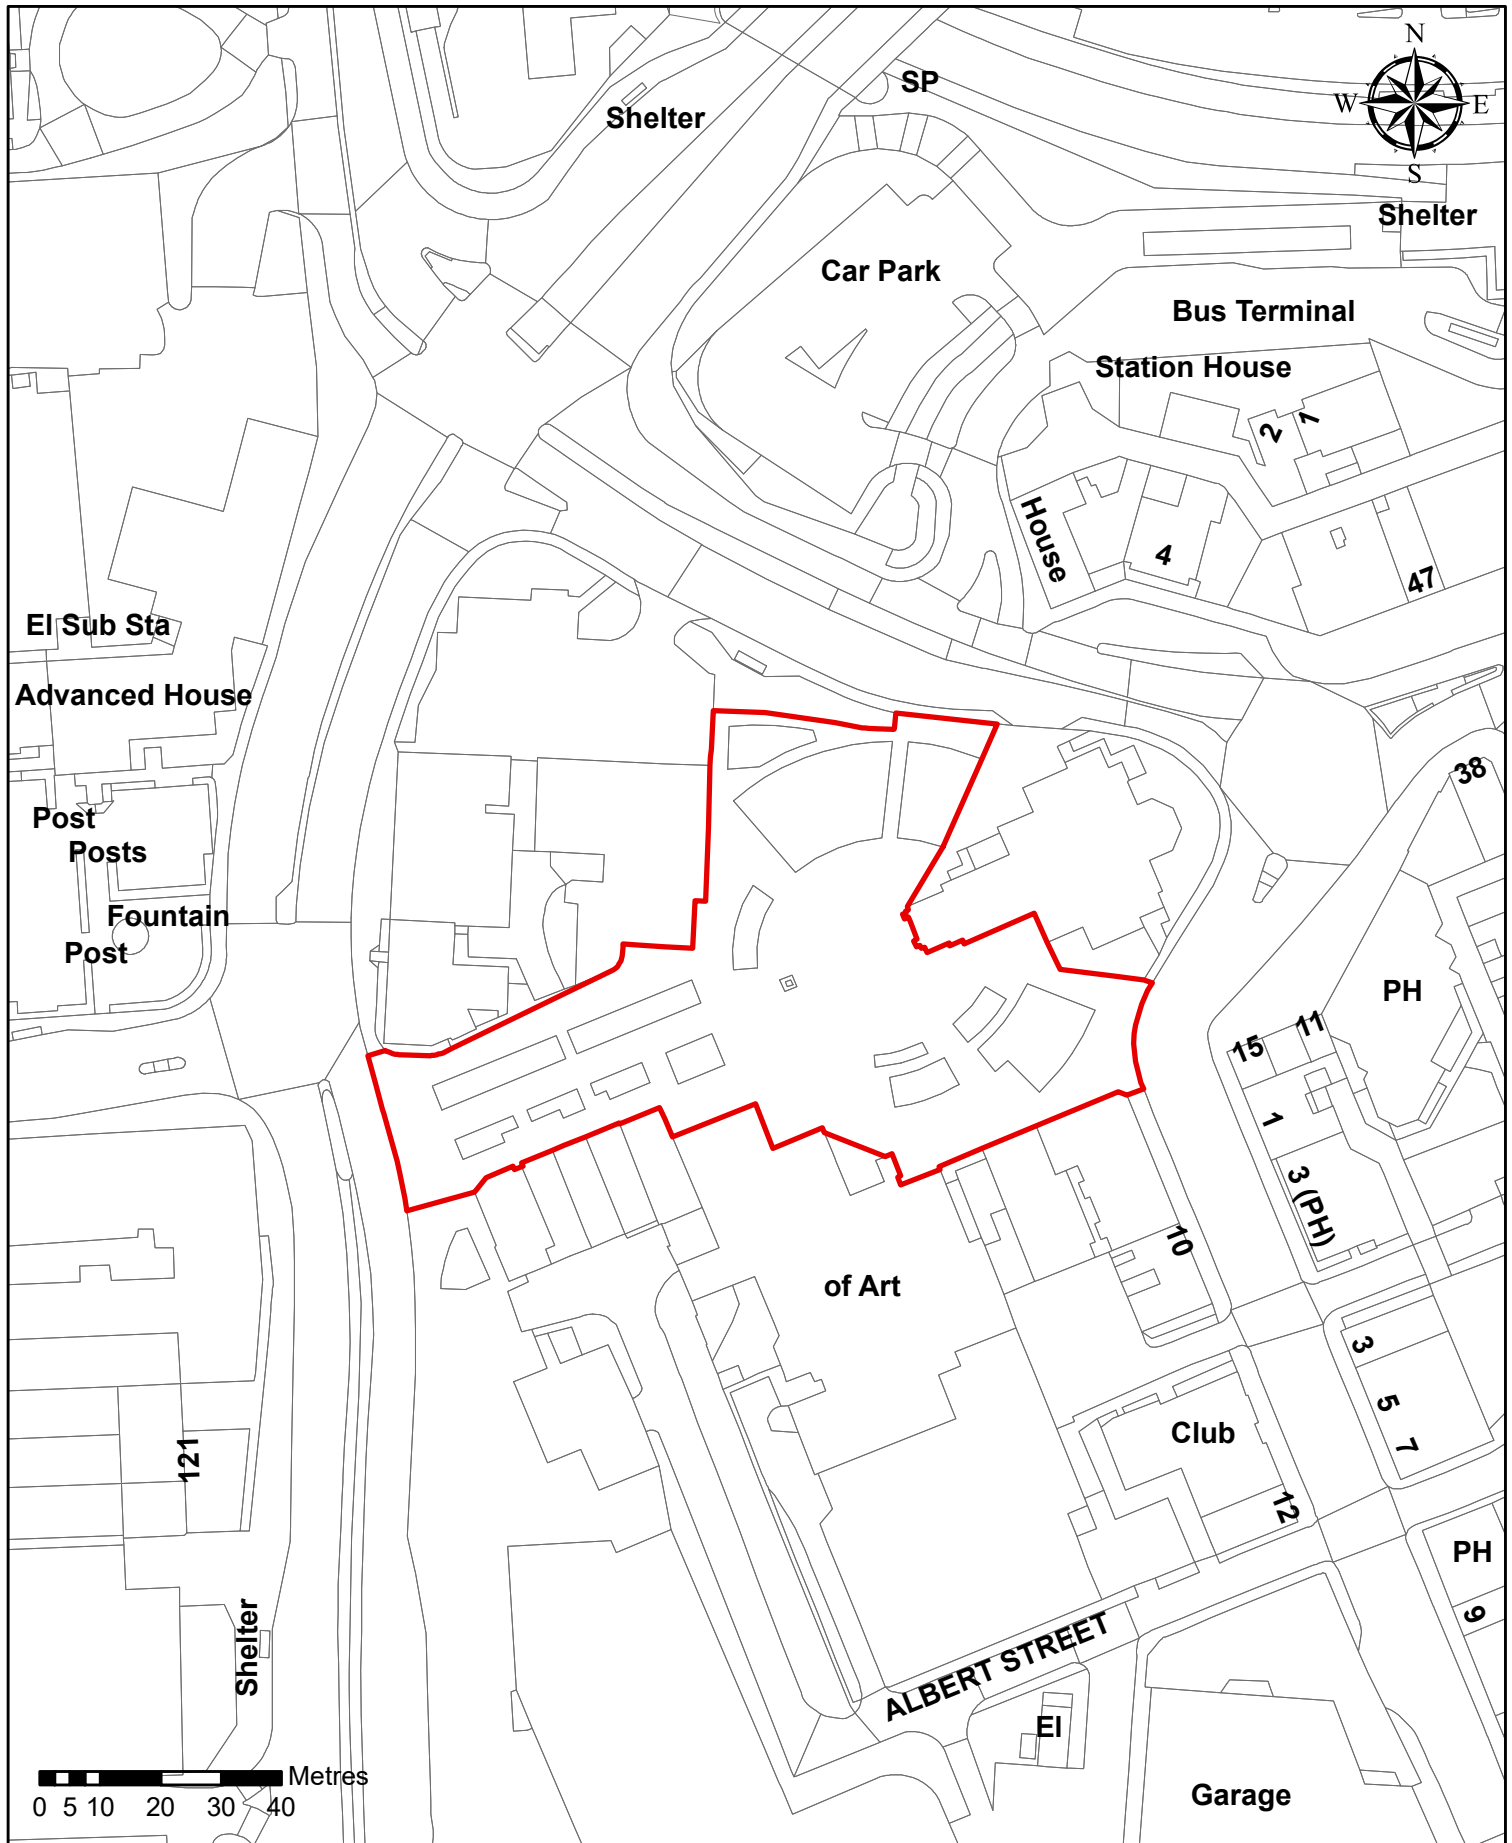 N
SP
Shelter
W
E
S
Shelter
Car Park
Bus Terminal
Station House
2
1
House
4
47
El Sub Sta
Advanced House
38
Post
Posts
Fountain
Post
PH
15
11
1
3 (PH)
10
of Art
3
5
7
Club
121
12
PH
9
Shelter
ALBERT STREET
El
Garage
Metres
0 5 10 20 30 40